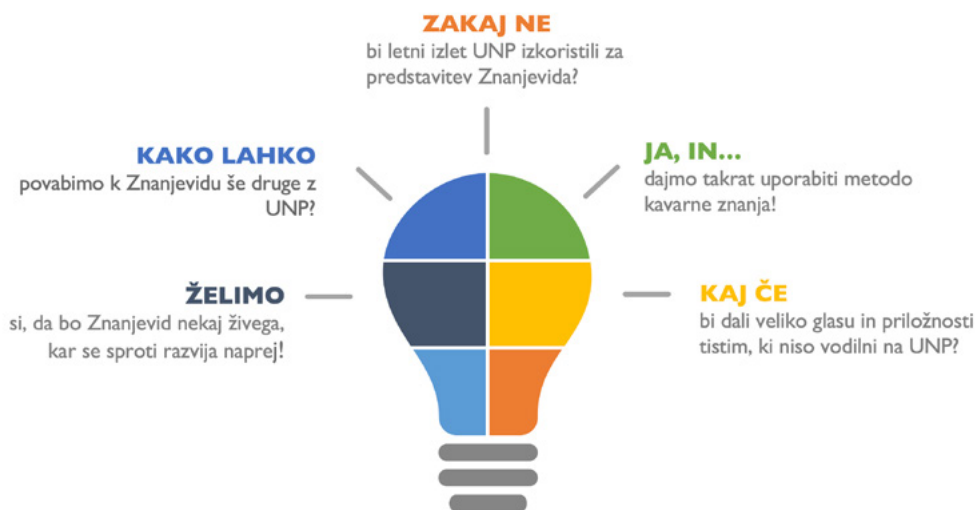 ZAKAJ NE
bi letni izlet UNP izkoristili za
predstavitev Znanjevida?
KAKO LAHKO
povabimo k Znanjevidu še druge z
UNP?
JA, IN...
dajmo takrat uporabiti metodo
kavarne znanja!
ŽELIMO
si, da bo Znanjevid nekaj živega,
kar se sproti razvija naprej!
KAJ ČE
bi dali veliko glasu in priložnosti
tistim, ki niso vodilni na UNP?